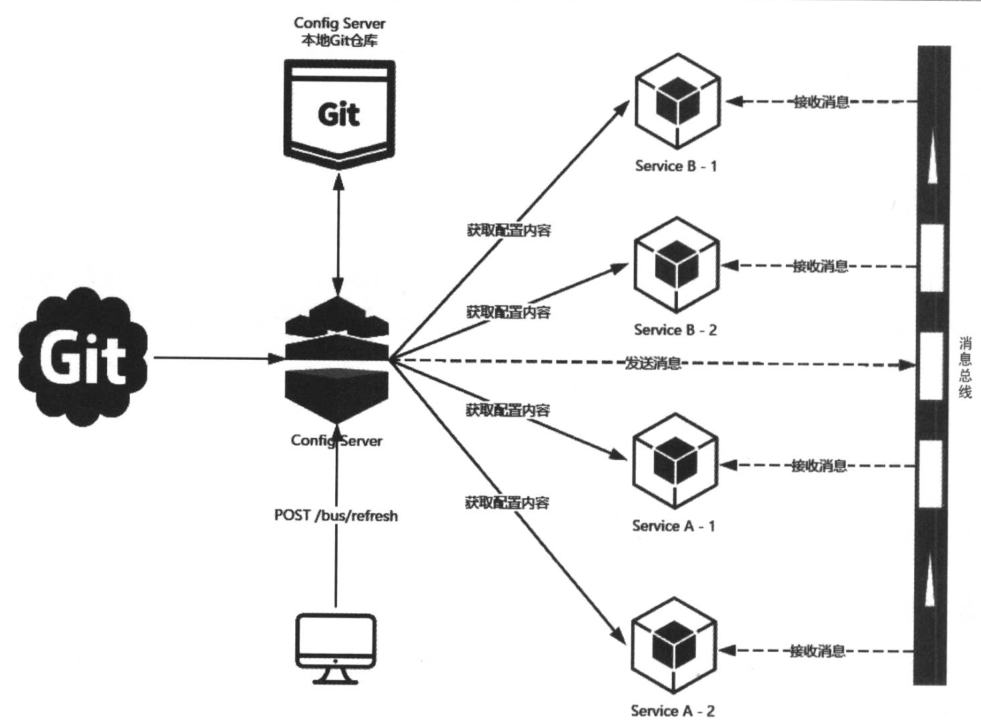 Config Server
本地Git仓库
Git
接收消息
Service B - 1
获取配置内容
接收消息
获取配置内容
Service B - 2
Git
发送消息
消息总线
获取配置内容
Config Server
接收消息
获取配置内容
POST /bus/refresh
Service A - 1
接收消息
Service A - 2